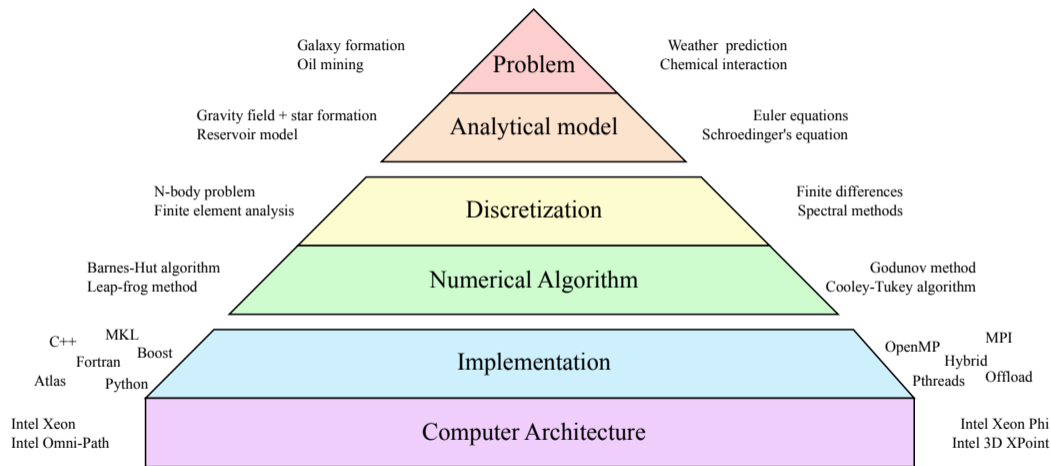 Galaxy formation
Oil mining
Problem
Weather prediction
Chemical interaction
Gravity field + star formation
Reservoir model
Analytical model
Euler equations
Schroedinger's equation
N-body problem
Finite element analysis
Discretization
Finite differences
Spectral methods
Barnes-Hut algorithm
Leap-frog method
Numerical Algorithm
Godunov method
Cooley-Tukey algorithm
C++
MKL
Fortran
Boost
Atlas
Python
Implementation
OpenMP
MPI
Hybrid
Pthreads
Offload
Intel Xeon
Intel Omni-Path
Computer Architecture
Intel Xeon Phi
Intel 3D XPoint